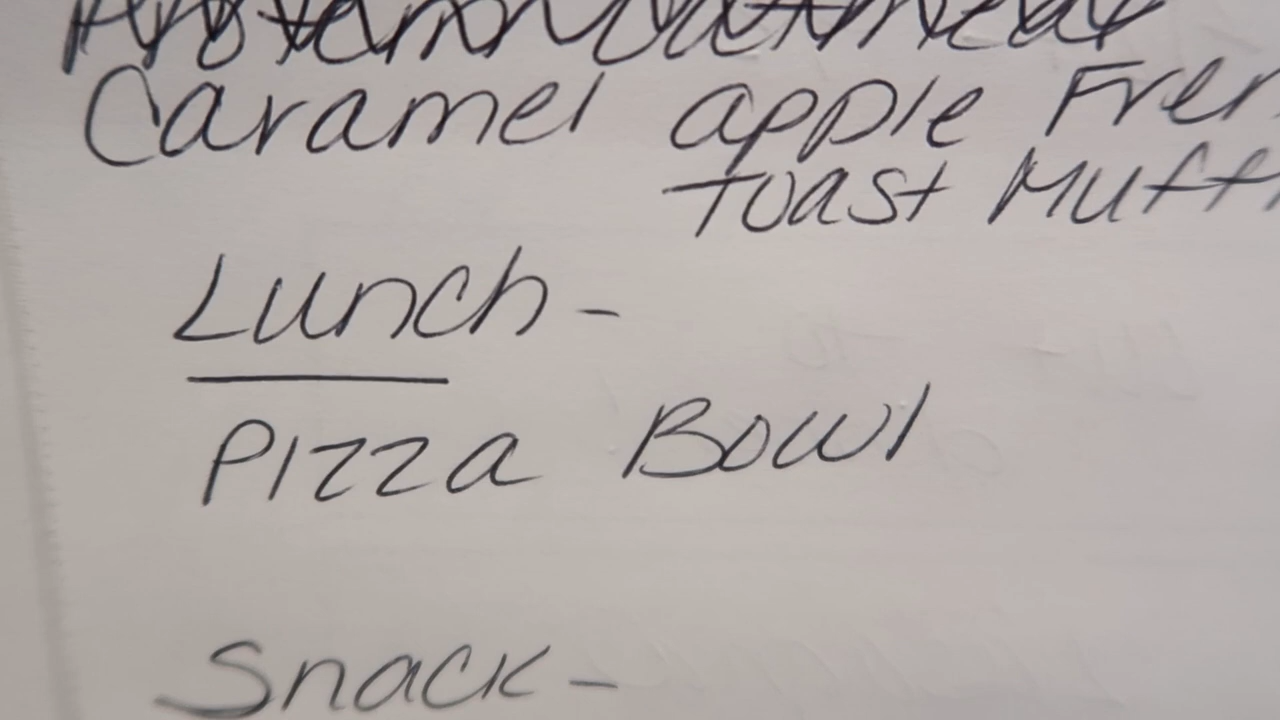 Caramel apple Fren
Toast Muff
Lunch-
Pizza Bowl
Snack-